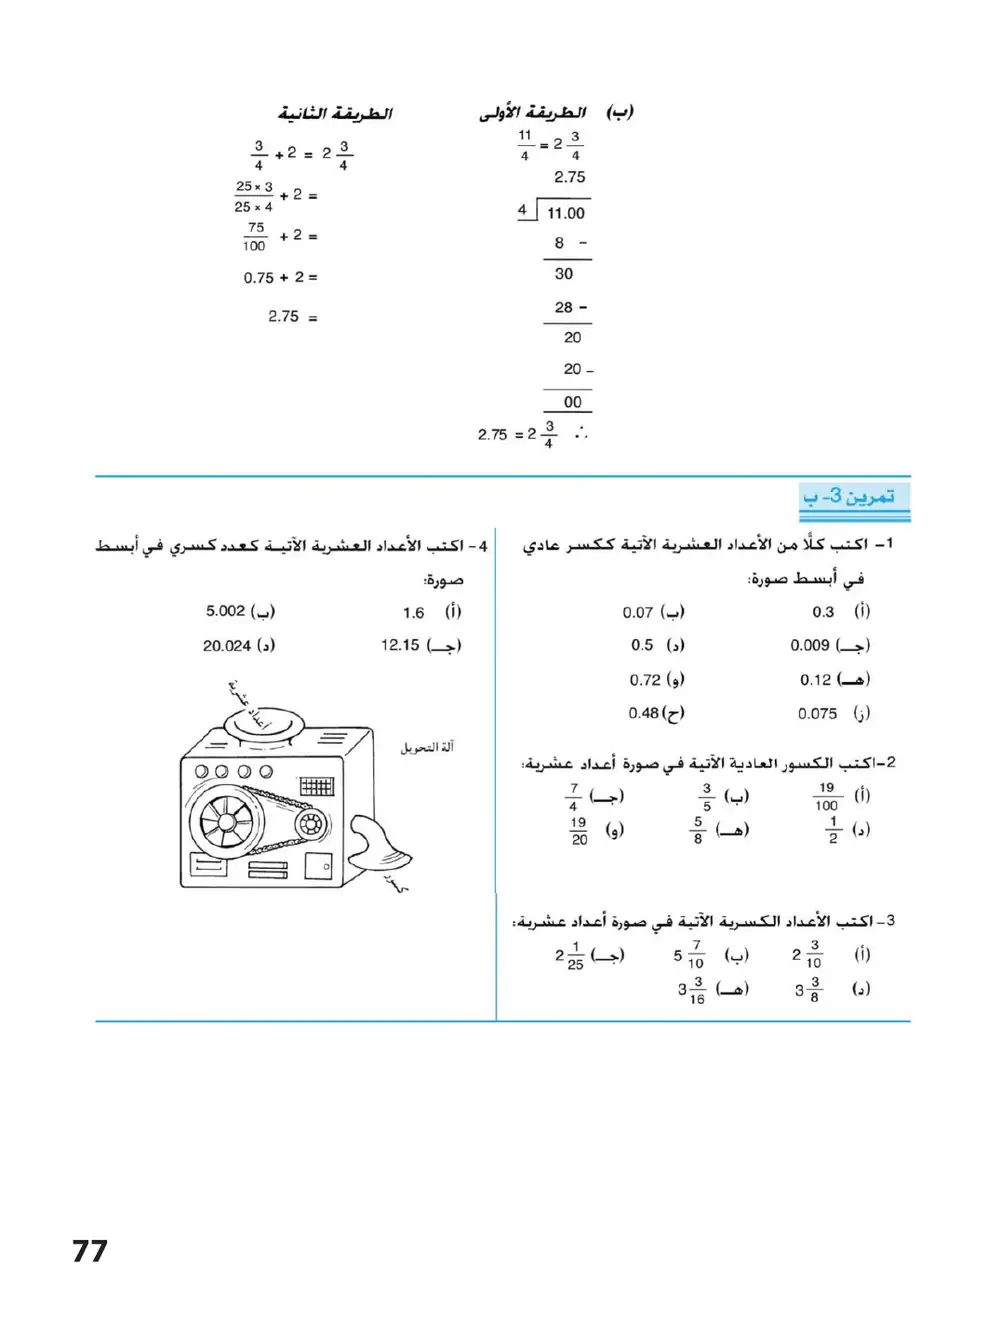 (ب) الطريقة الأولى
11/4 = 2 3/4
2.75
4 11.00
8 -
30
28 -
20
20 -
00
∴ 2.75 = 2 3/4
الطريقة الثانية
3/4 + 2 = 2 3/4
25 × 3 / 25 × 4 + 2 =
75/100 + 2 =
0.75 + 2 =
2.75 =
تمرين 3- ب
1- اكتب كلًا من الأعداد العشرية الآتية ككسر عادي
في أبسط صورة:
(أ) 0.3 (ب) 0.07
(جـ) 0.009 (د) 0.5
(هـ) 0.12 (و) 0.72
(ز) 0.075 (ح) 0.48
2-اكتب الكسور العادية الآتية في صورة أعداد عشرية:
(أ) 19/100 (ب) 3/5 (جـ) 7/4
(د) 1/2 (هـ) 5/8 (و) 19/20
3- اكتب الأعداد الكسرية الآتية في صورة أعداد عشرية:
(أ) 2 3/10 (ب) 5 7/10 (جـ) 2 1/25
(د) 3 3/8 (هـ) 3 3/16
4- اكتب الأعداد العشرية الآتية كعدد كسري في أبسط
صورة:
(أ) 1.6 (ب) 5.002
(جـ) 12.15 (د) 20.024
أعداد عشرية
آلة التحويل
كسور
77